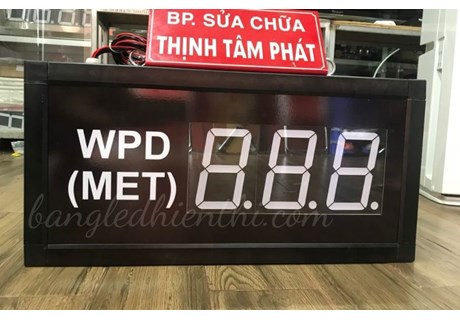 BP. SỬA CHỮA
THỊNH TÂM PHÁT
WPD
(MET)
8.8.8.
bangledhienthi.com